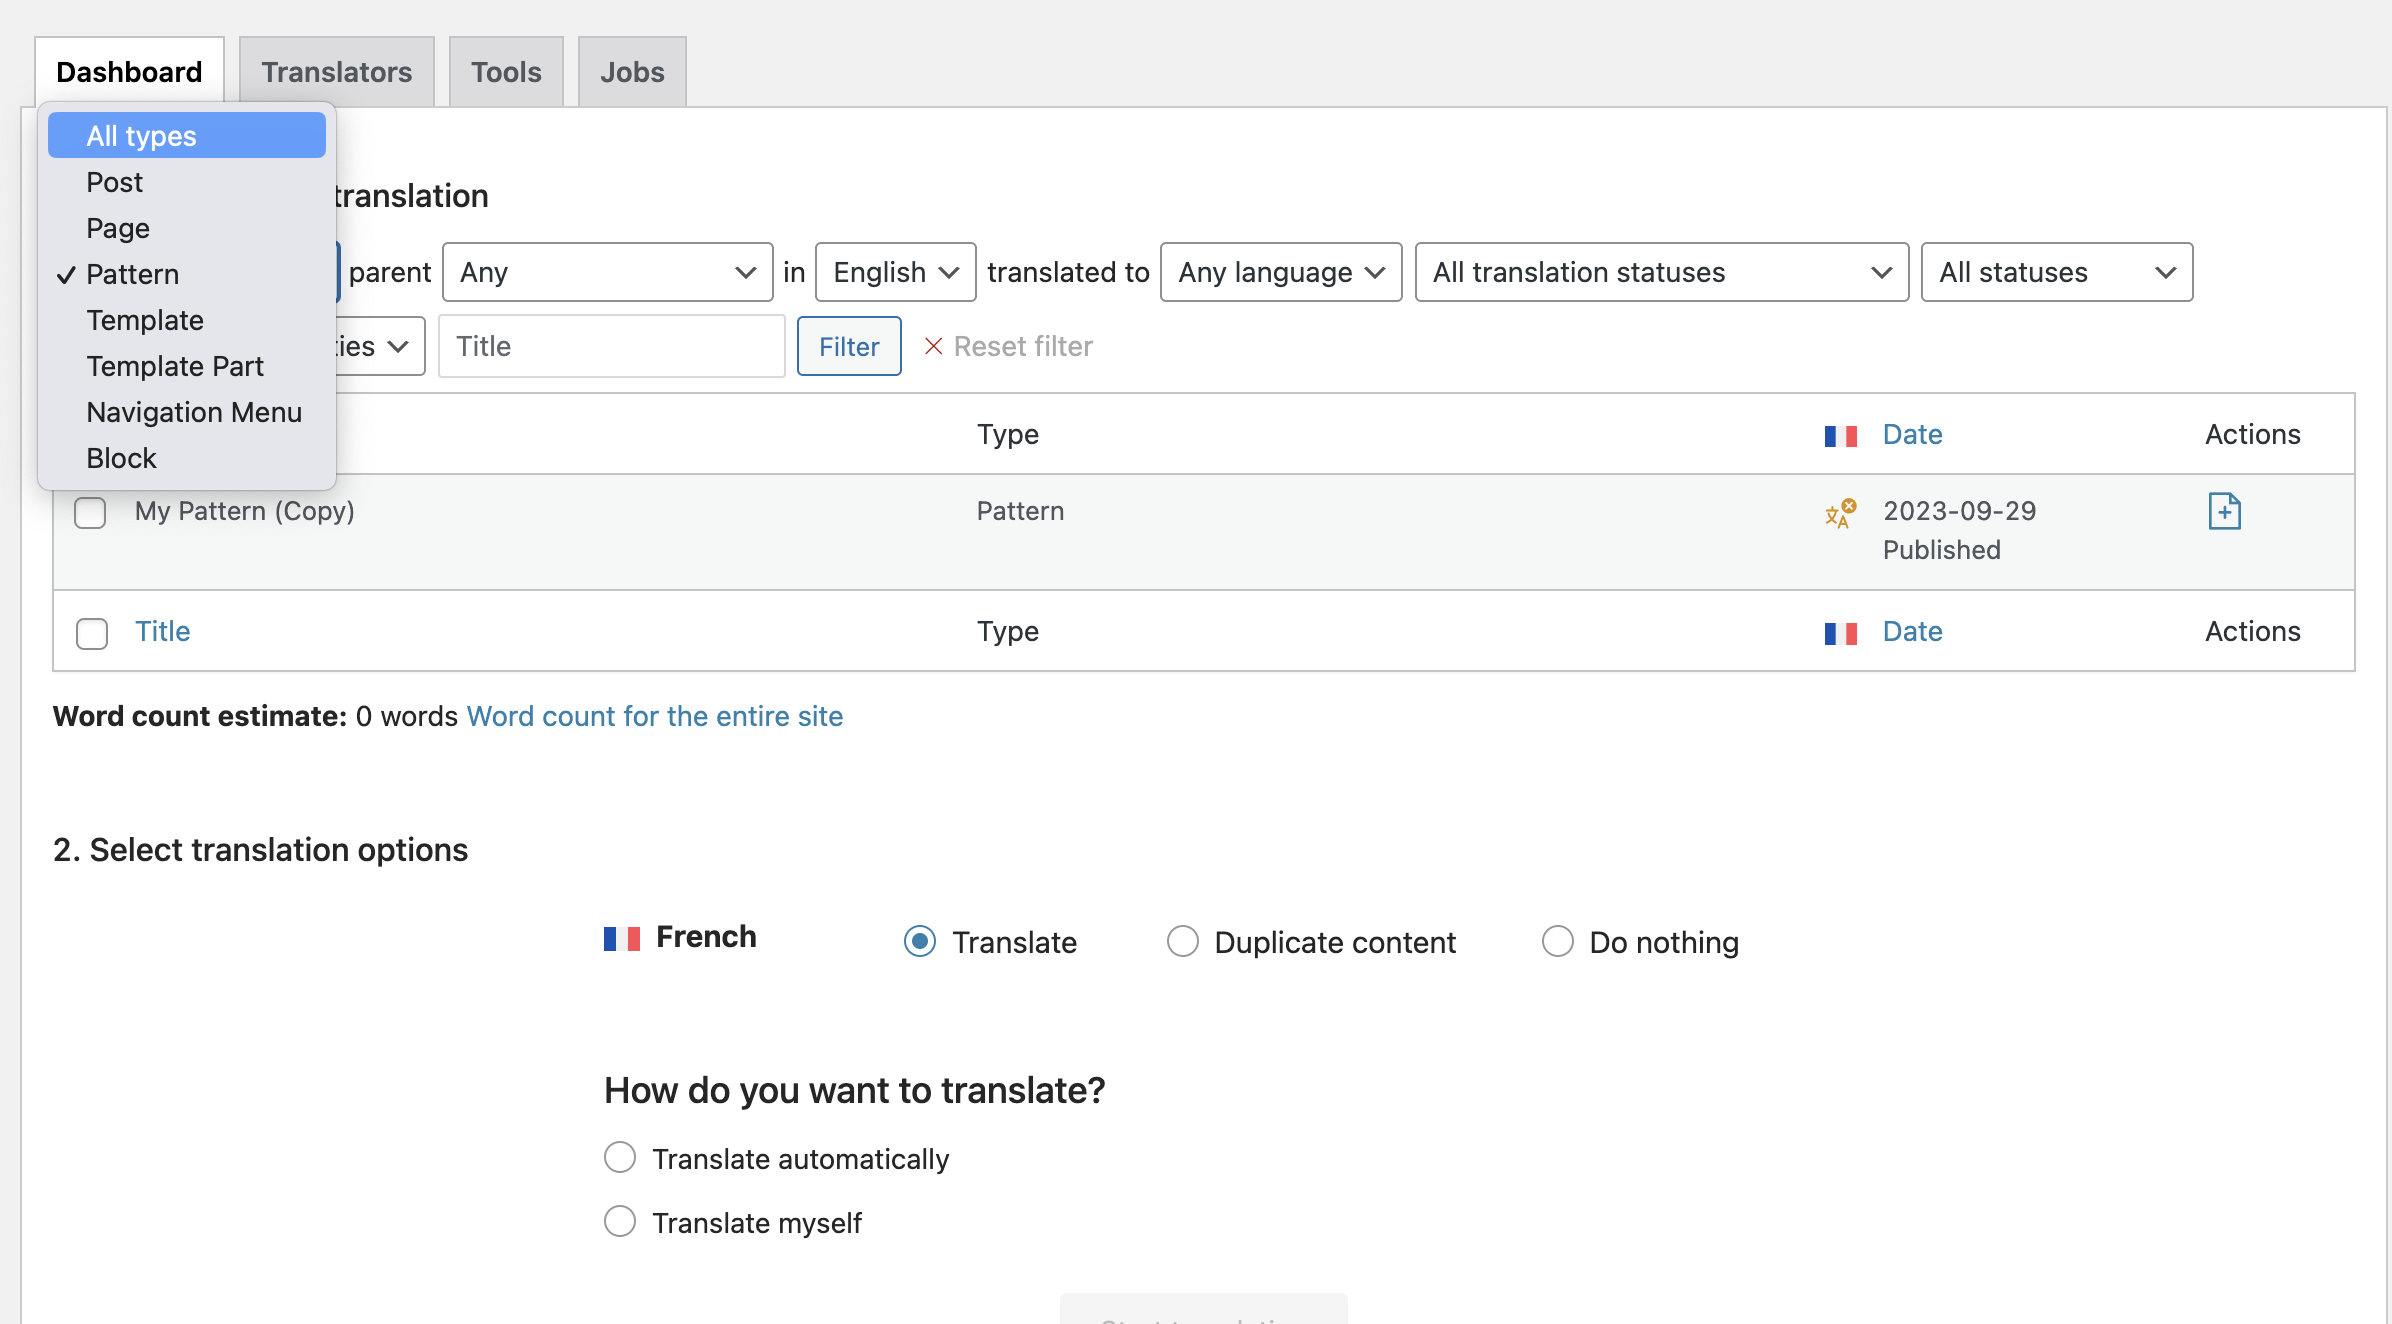 Dashboard Translators Tools Jobs
All types
Post
Page
Pattern
Template
Template Part
Navigation Menu
Block
translation
parent Any in English translated to Any language All translation statuses All statuses
Title Filter Reset filter
Type Date Actions
My Pattern (Copy) Pattern 2023-09-29
Published
Title Type Date Actions
Word count estimate: 0 words Word count for the entire site
2. Select translation options
French Translate Duplicate content Do nothing
How do you want to translate?
Translate automatically
Translate myself